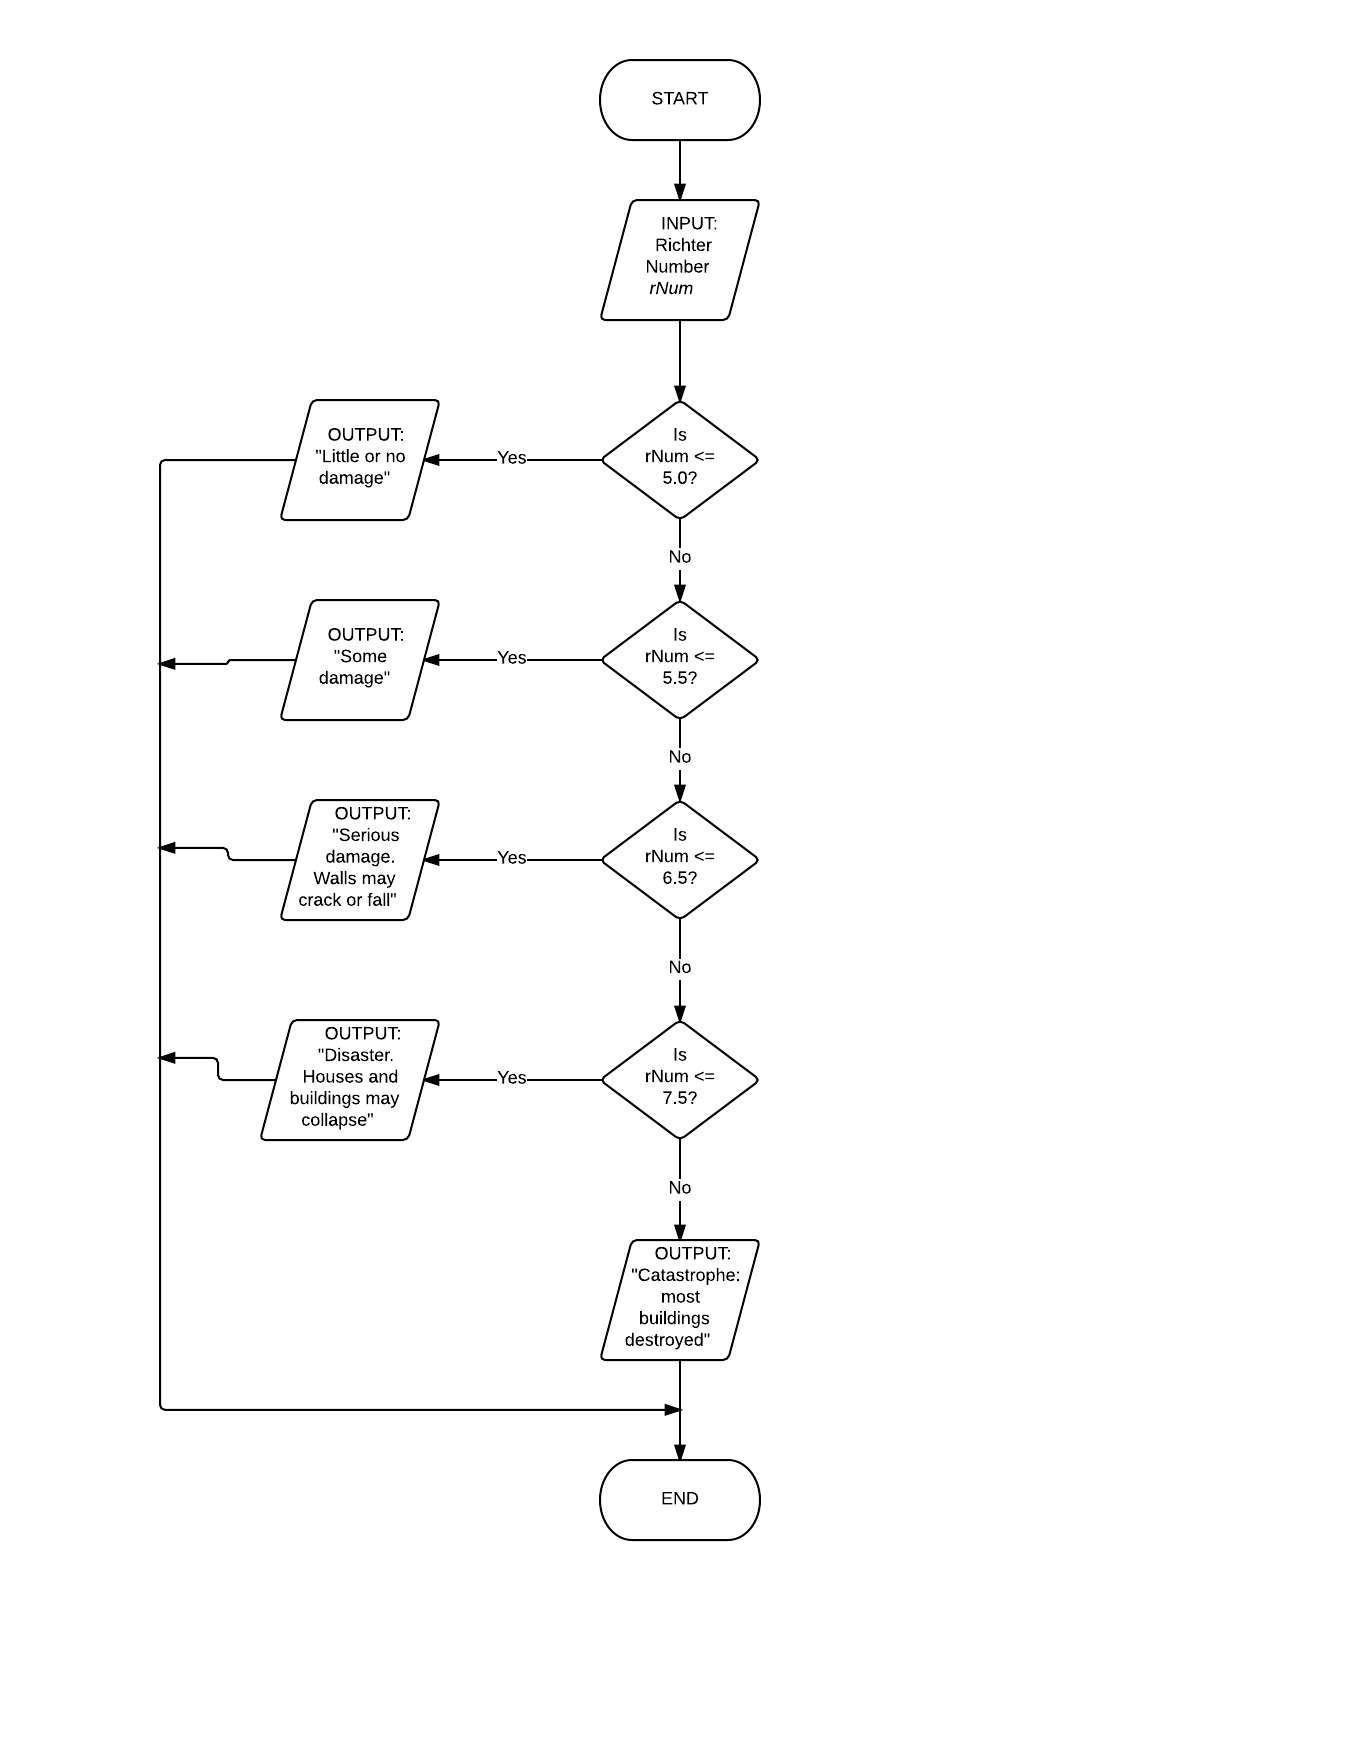 START
INPUT:
Richter
Number
rNum
Is
rNum <=
5.0?
Yes
OUTPUT:
"Little or no
damage"
No
Is
rNum <=
5.5?
Yes
OUTPUT:
"Some
damage"
No
Is
rNum <=
6.5?
Yes
OUTPUT:
"Serious
damage.
Walls may
crack or fall"
No
Is
rNum <=
7.5?
Yes
OUTPUT:
"Disaster.
Houses and
buildings may
collapse"
No
OUTPUT:
"Catastrophe:
most
buildings
destroyed"
END